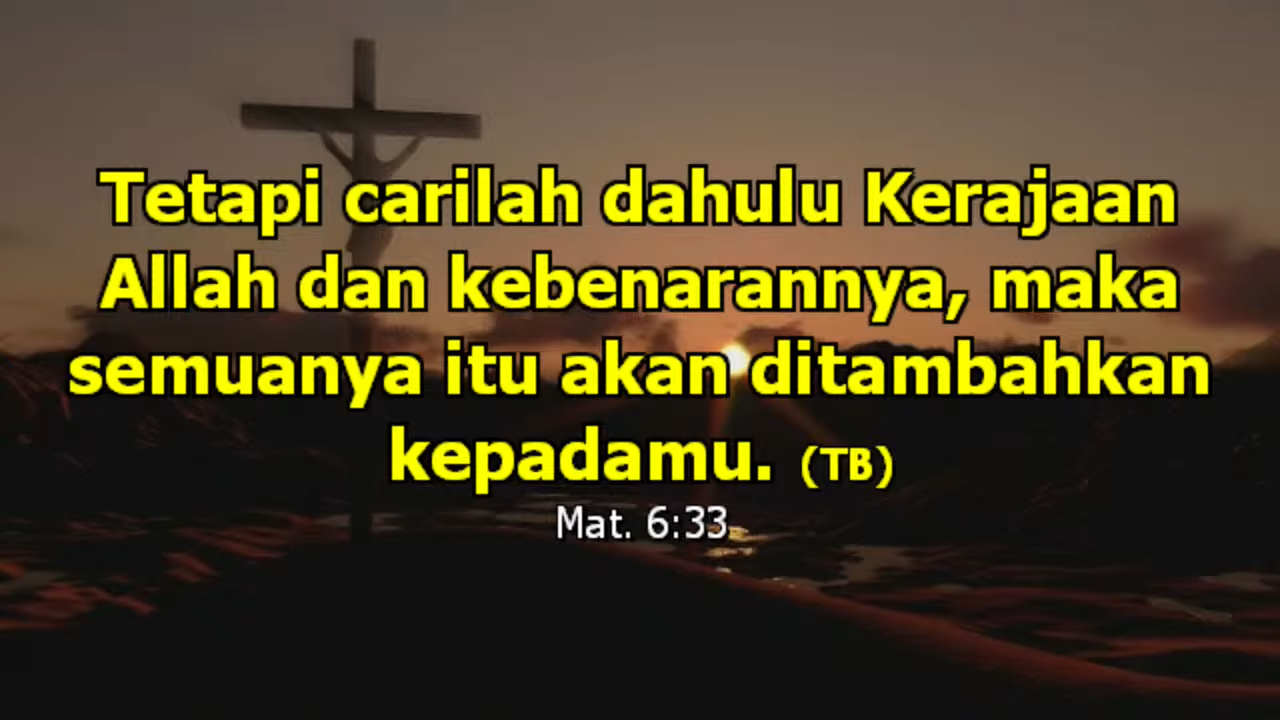 Tetapi carilah dahulu Kerajaan
Allah dan kebenarannya, maka
semuanya itu akan ditambahkan
kepadamu. (TB)
Mat. 6:33